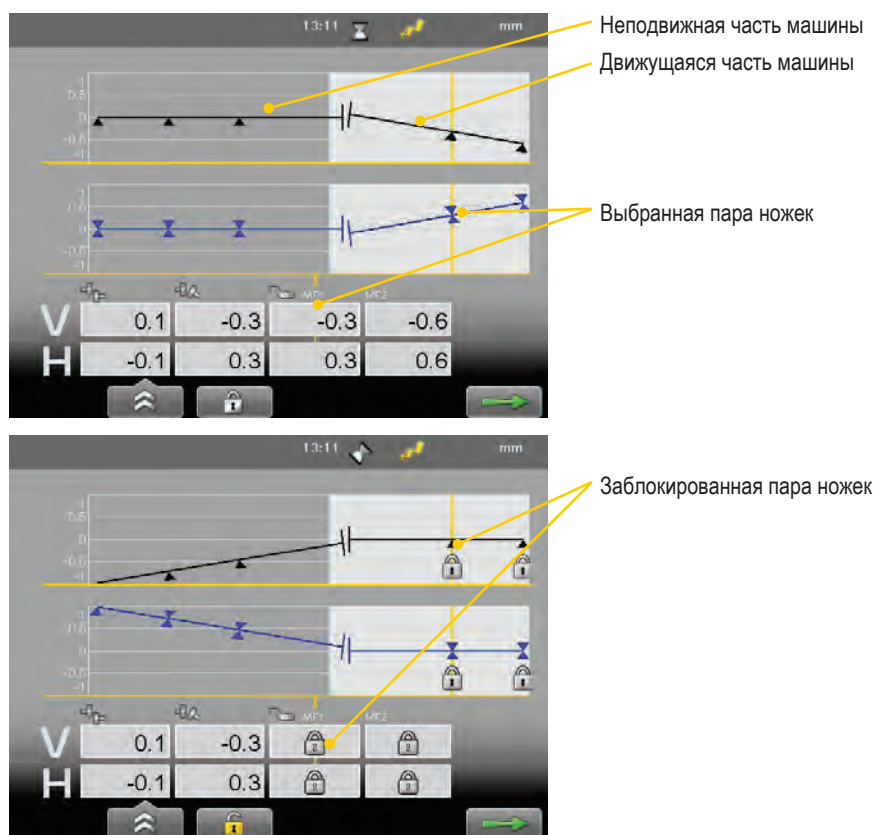 13:11 mm
Неподвижная часть машины
Движущаяся часть машины
1
0.5
0
-0.5
-1
1
0.5
0
-0.5
-1
Выбранная пара ножек
MF1 MF2
V 0.1 -0.3 -0.3 -0.6
H -0.1 0.3 0.3 0.6
13:11 mm
Заблокированная пара ножек
1
0.5
0
-0.5
-1
1
0.5
0
-0.5
-1
MF1 MF2
V 0.1 -0.3
H -0.1 0.3